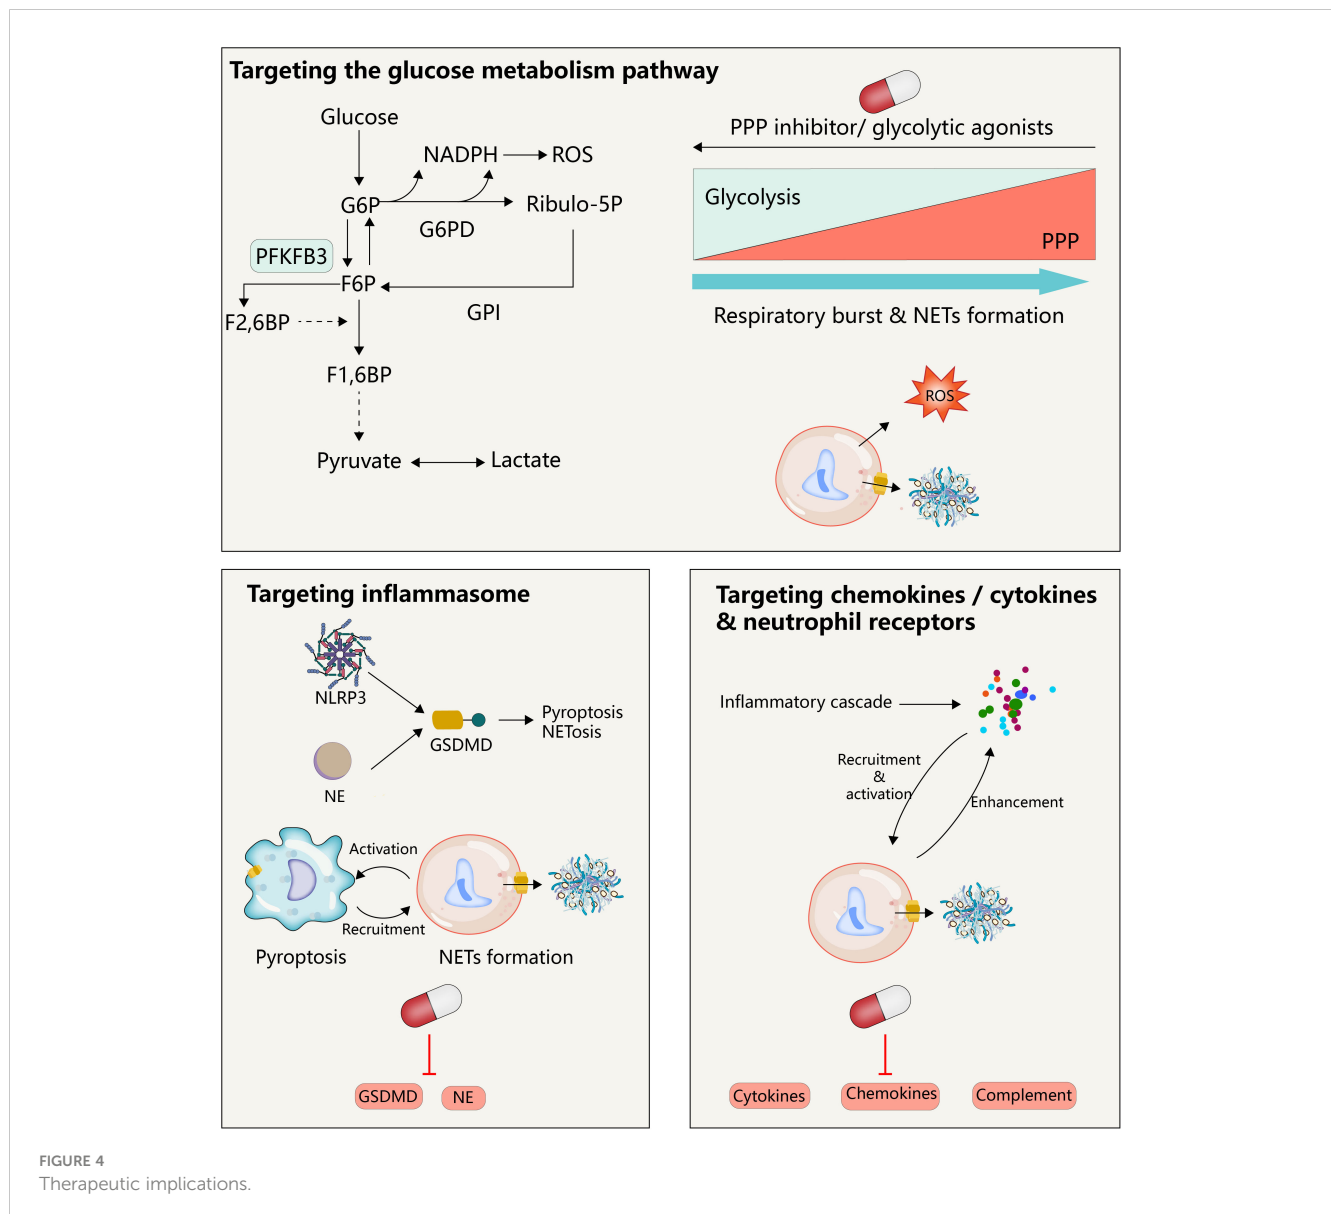 Targeting the glucose metabolism pathway
Glucose
NADPH
ROS
G6P
Ribulo-5P
G6PD
PFKFB3
F6P
GPI
F2,6BP
F1,6BP
Pyruvate
Lactate
PPP inhibitor/ glycolytic agonists
Glycolysis
PPP
Respiratory burst & NETs formation
ROS
Targeting inflammasome
NLRP3
GSDMD
Pyroptosis
NETosis
NE
Activation
Recruitment
Pyroptosis
NETs formation
GSDMD
NE
Targeting chemokines / cytokines
& neutrophil receptors
Inflammatory cascade
Recruitment
&
activation
Enhancement
Cytokines
Chemokines
Complement
FIGURE 4
Therapeutic implications.